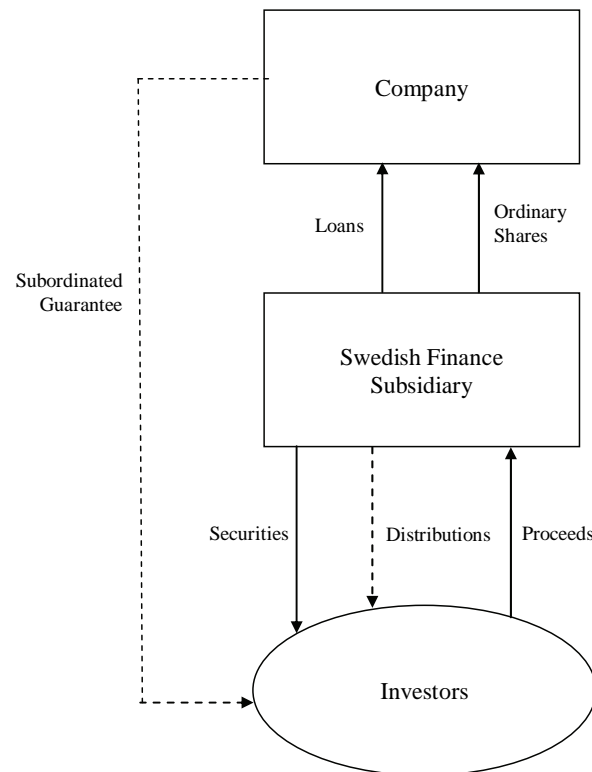 Company
Loans
Ordinary
Shares
Subordinated
Guarantee
Swedish Finance
Subsidiary
Securities
Distributions
Proceeds
Investors